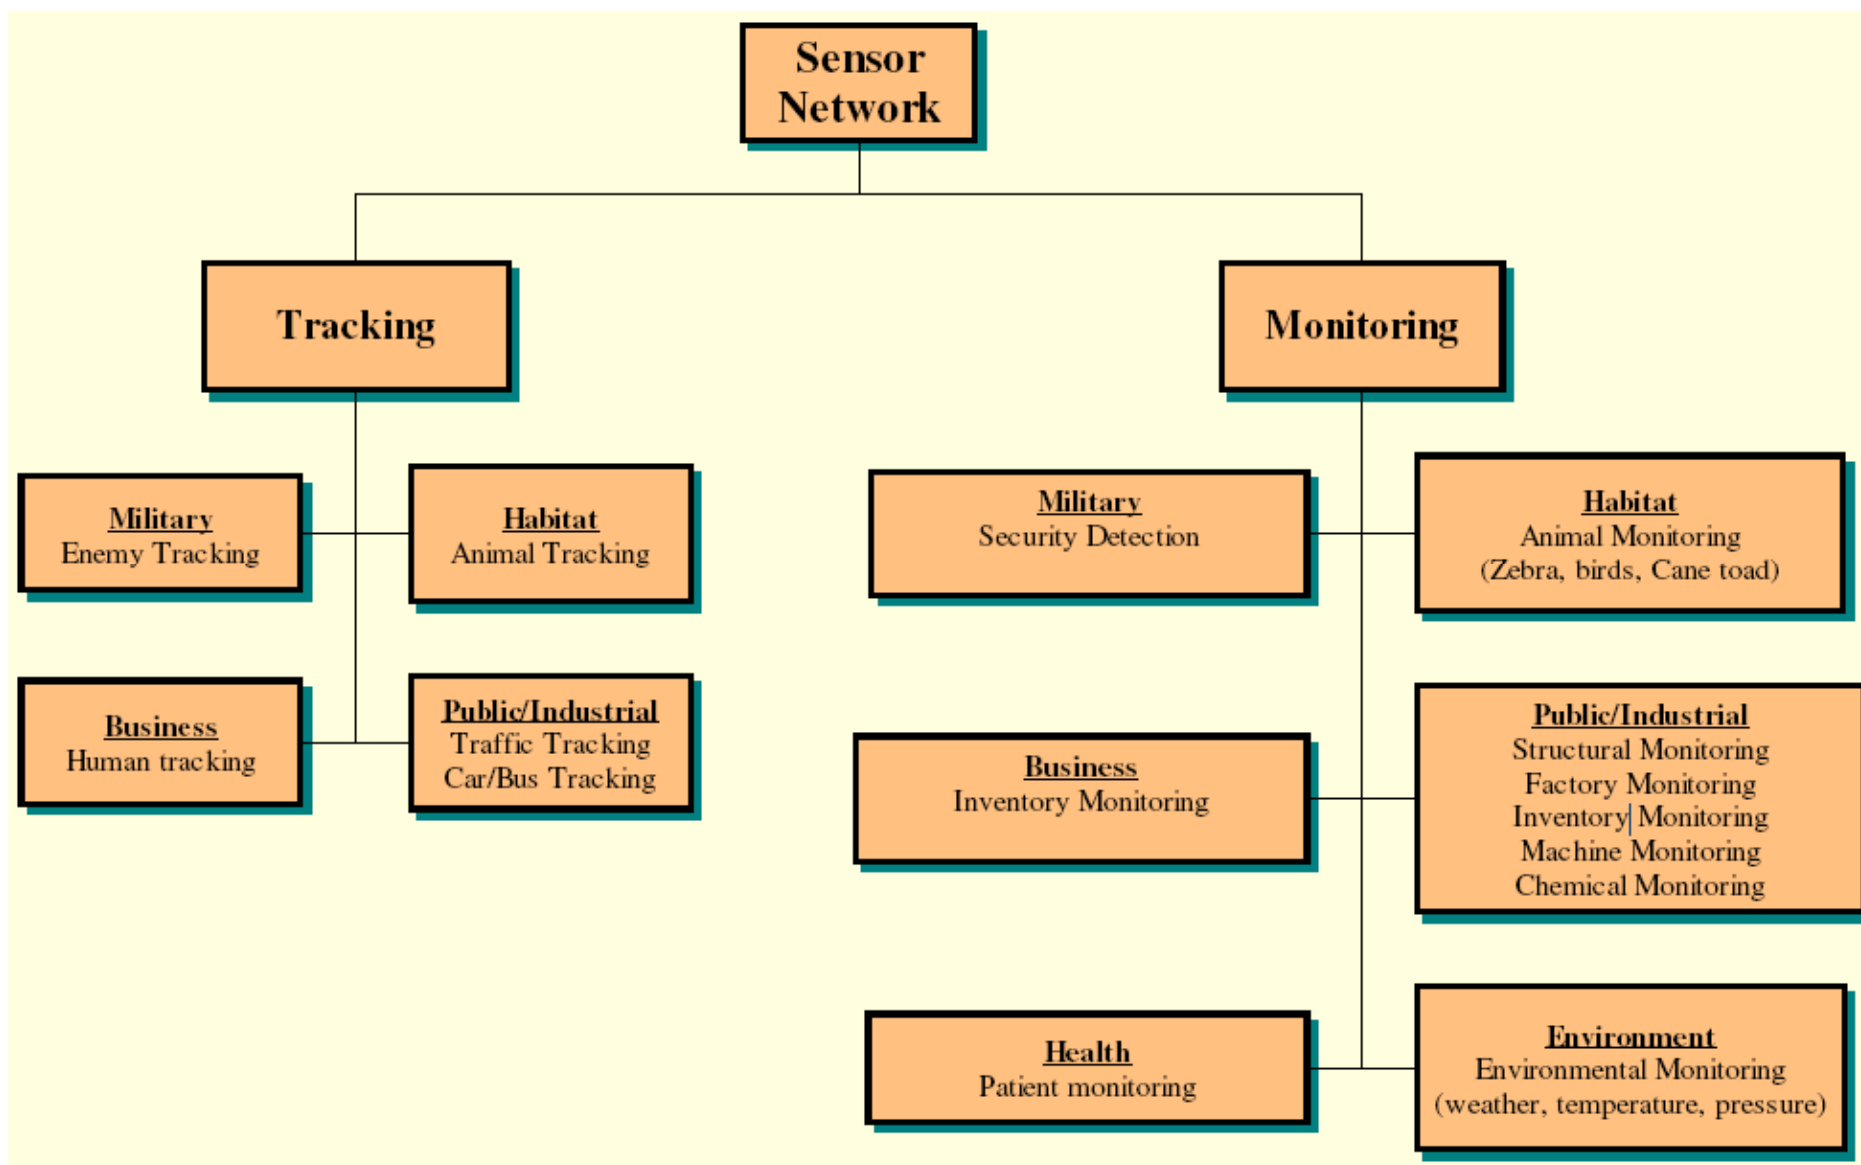 Sensor
Network
Tracking
Monitoring
Military
Enemy Tracking
Habitat
Animal Tracking
Business
Human tracking
Public/Industrial
Traffic Tracking
Car/Bus Tracking
Military
Security Detection
Habitat
Animal Monitoring
(Zebra, birds, Cane toad)
Business
Inventory Monitoring
Public/Industrial
Structural Monitoring
Factory Monitoring
Inventory Monitoring
Machine Monitoring
Chemical Monitoring
Health
Patient monitoring
Environment
Environmental Monitoring
(weather, temperature, pressure)